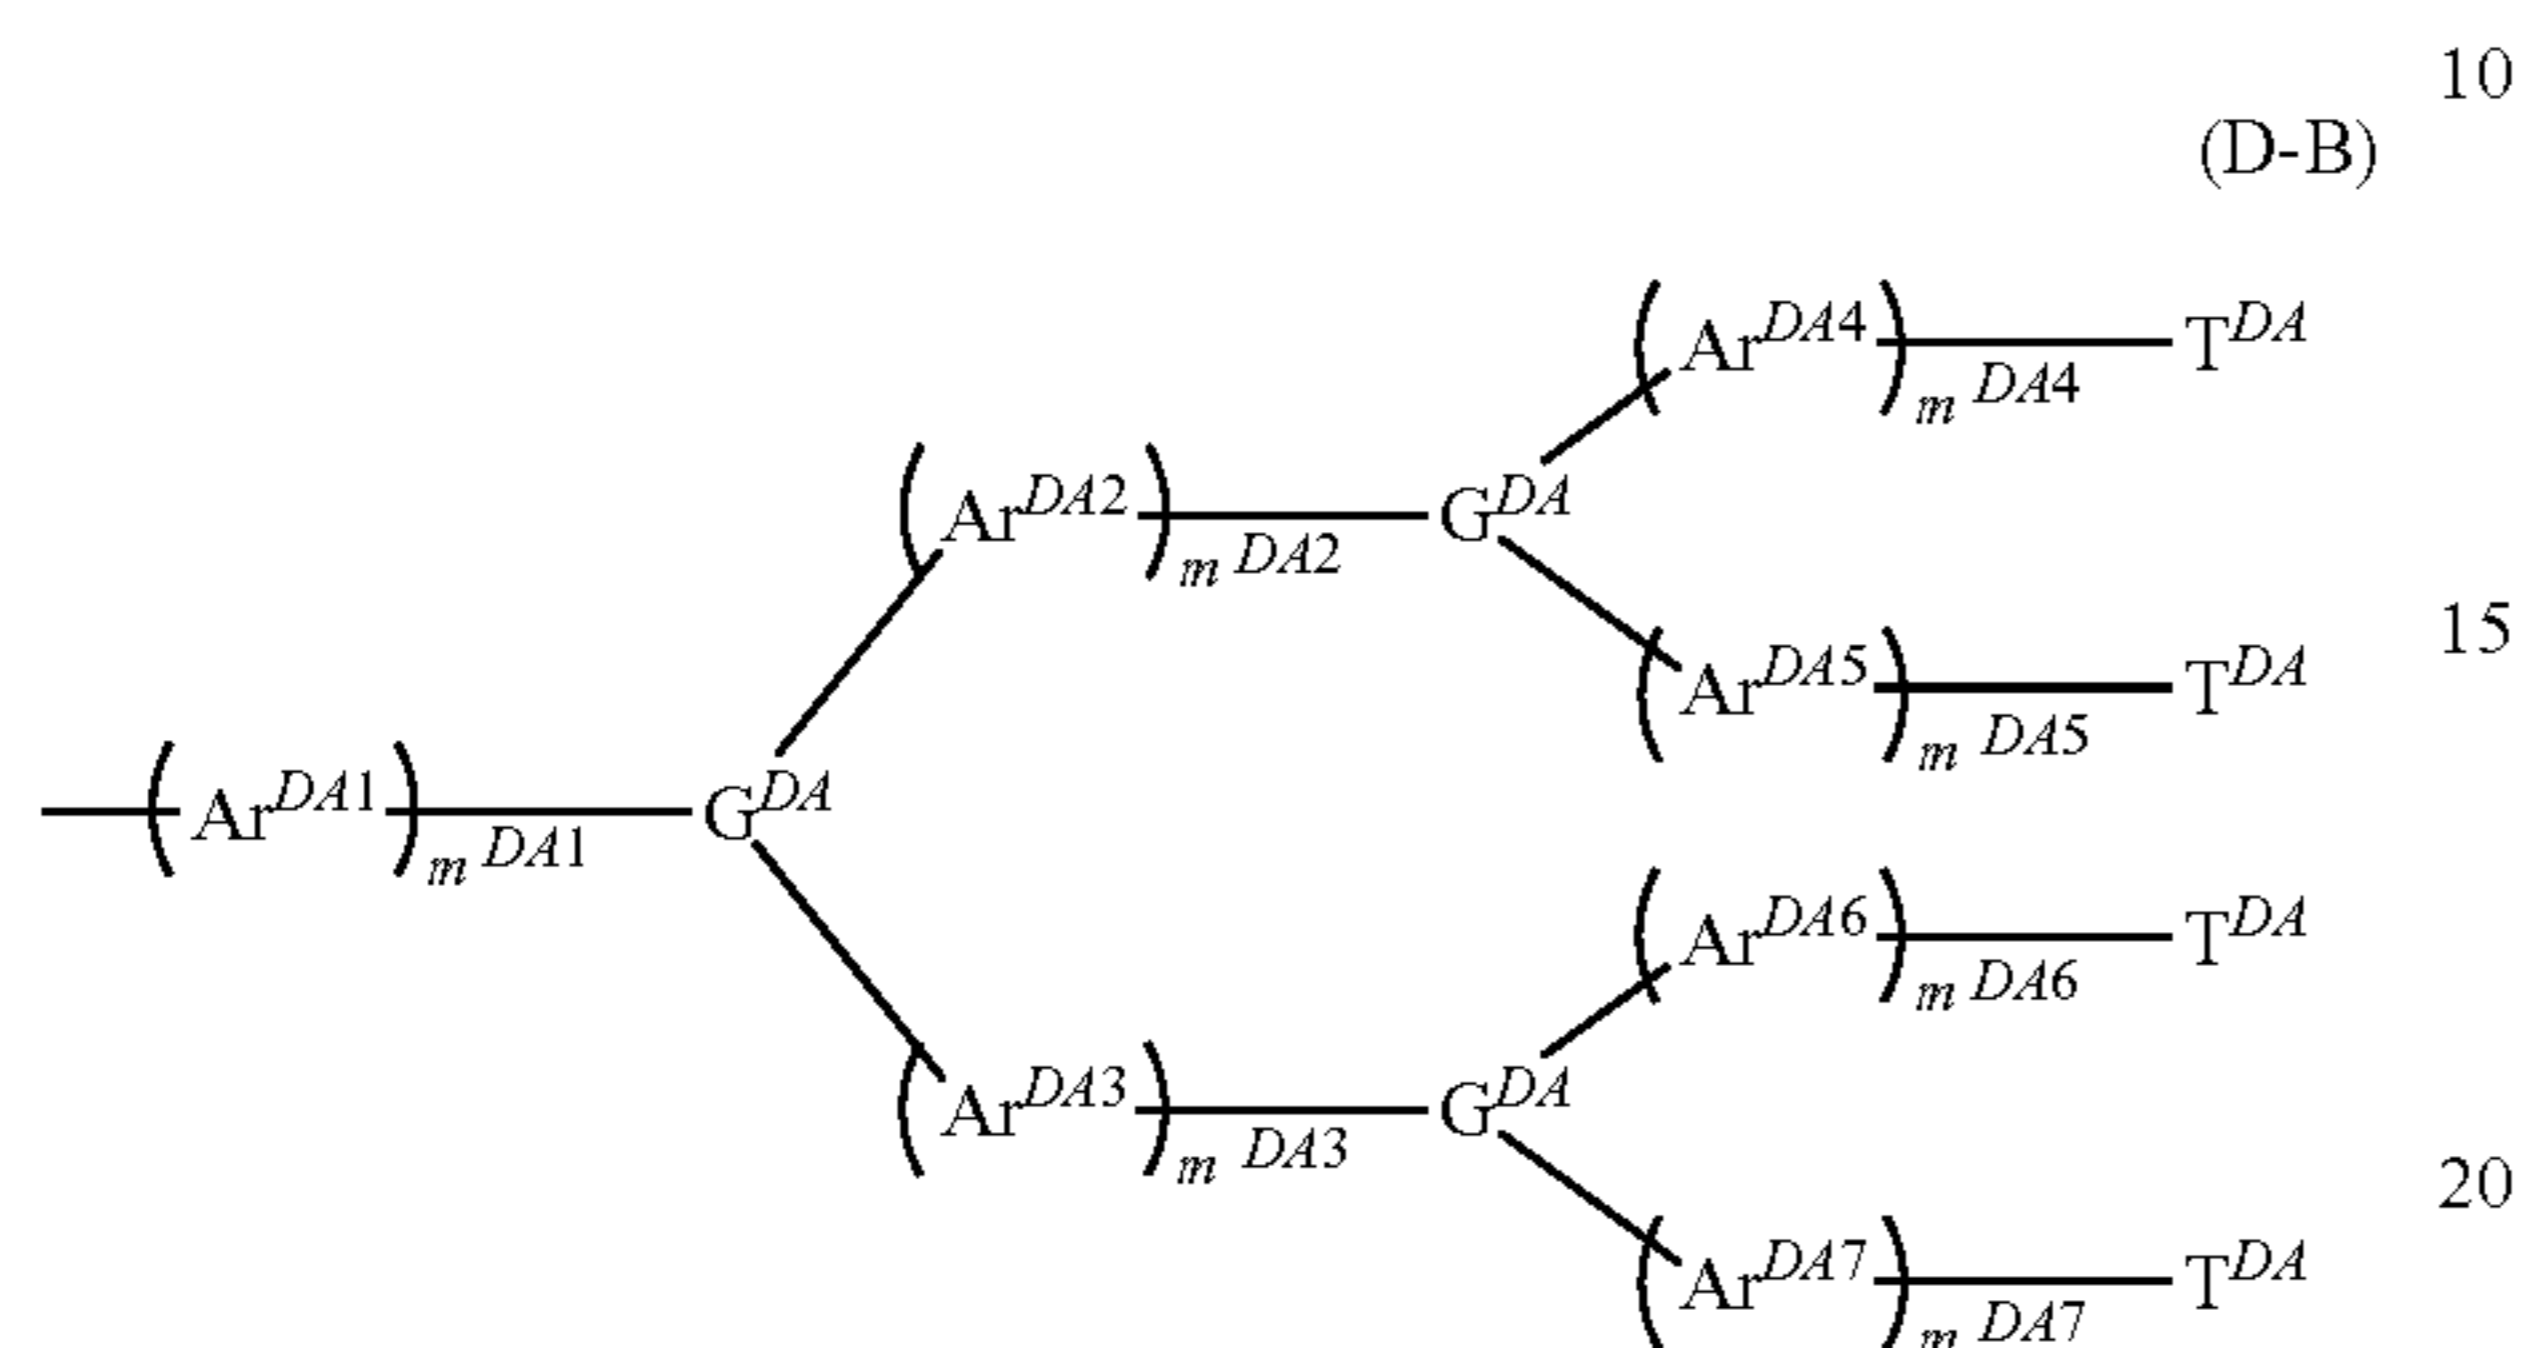 10
(D-B)
(Ar^DA4)m DA4 T^DA
(Ar^DA2)m DA2 G^DA
15
(Ar^DA5)m DA5 T^DA
(Ar^DA1)m DA1 G^DA
(Ar^DA6)m DA6 T^DA
(Ar^DA3)m DA3 G^DA
20
(Ar^DA7)m DA7 T^DA